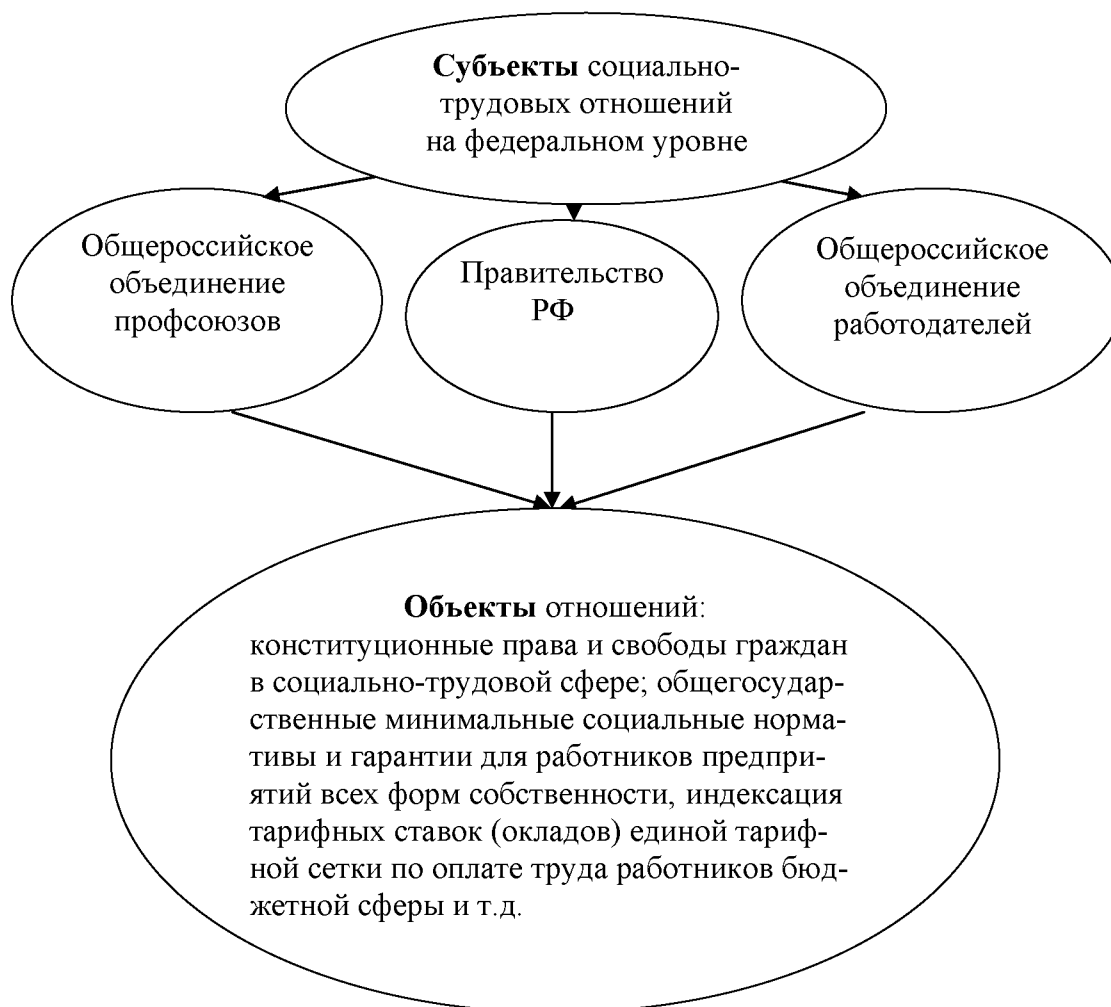 Субъекты социально-
трудовых отношений
на федеральном уровне
Общероссийское
объединение
профсоюзов
Правительство
РФ
Общероссийское
объединение
работодателей
Объекты отношений:
конституционные права и свободы граждан
в социально-трудовой сфере; общегосудар-
ственные минимальные социальные норма-
тивы и гарантии для работников предпри-
ятий всех форм собственности, индексация
тарифных ставок (окладов) единой тариф-
ной сетки по оплате труда работников бюд-
жетной сферы и т.д.